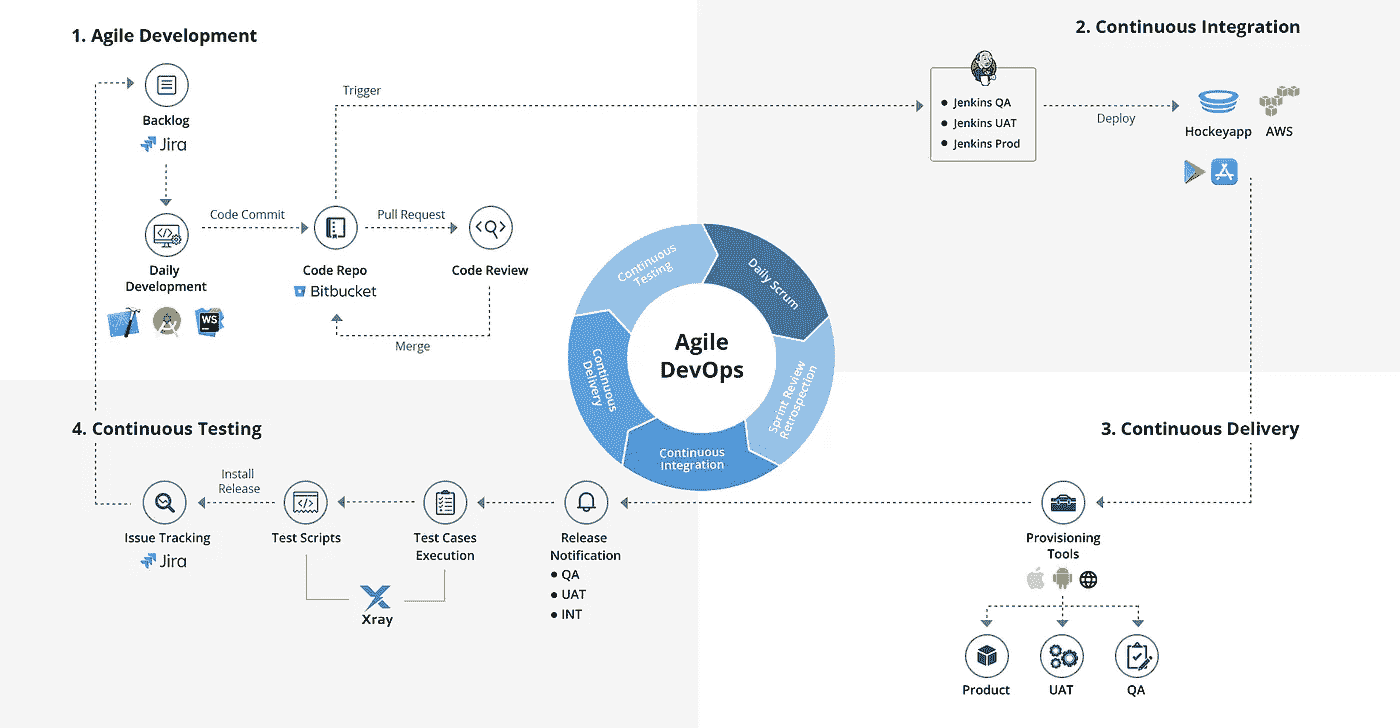 1. Agile Development
Backlog
Jira
Daily
Development
WS
Code Commit
Code Repo
Bitbucket
Pull Request
Code Review
Merge
Trigger
2. Continuous Integration
Jenkins QA
Jenkins UAT
Jenkins Prod
Deploy
Hockeyapp
AWS
Agile
DevOps
Continuous
Testing
Daily Scrum
Sprint Review
Retrospection
Continuous
Integration
Continuous
Delivery
3. Continuous Delivery
Provisioning
Tools
Product
UAT
QA
4. Continuous Testing
Release
Notification
QA
UAT
INT
Test Cases
Execution
Test Scripts
Xray
Install
Release
Issue Tracking
Jira